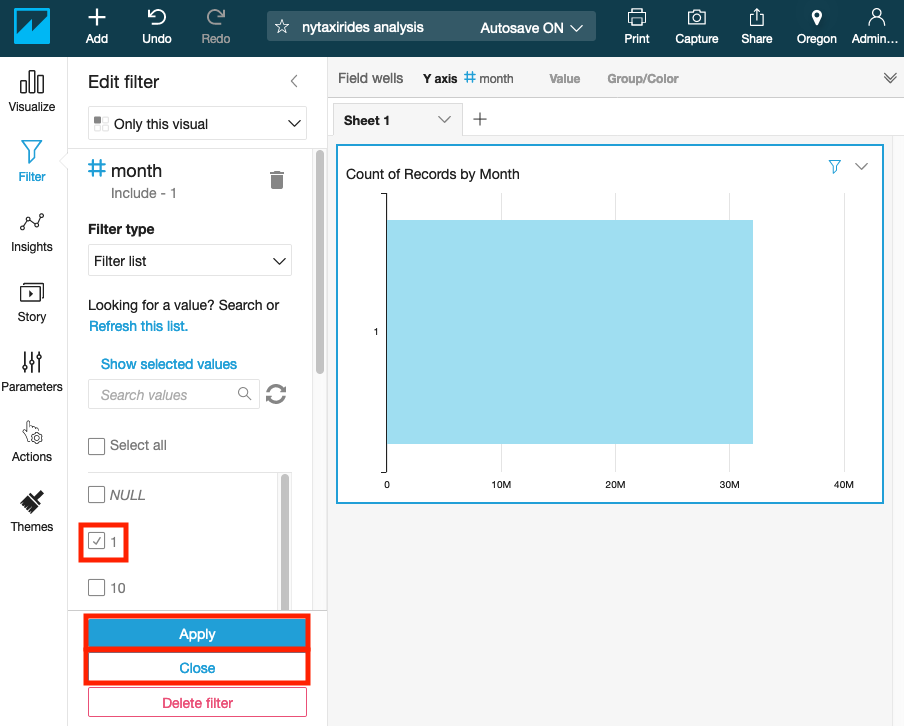 Add
Undo
Redo
nytaxirides analysis
Autosave ON
Print
Capture
Share
Oregon
Admin...
Visualize
Filter
Insights
Story
Parameters
Actions
Themes
Edit filter
Only this visual
month
Include - 1
Filter type
Filter list
Looking for a value? Search or
Refresh this list.
Show selected values
Search values
Select all
NULL
1
10
Apply
Close
Delete filter
Field wells
Y axis
month
Value
Group/Color
Sheet 1
Count of Records by Month
1
0
10M
20M
30M
40M